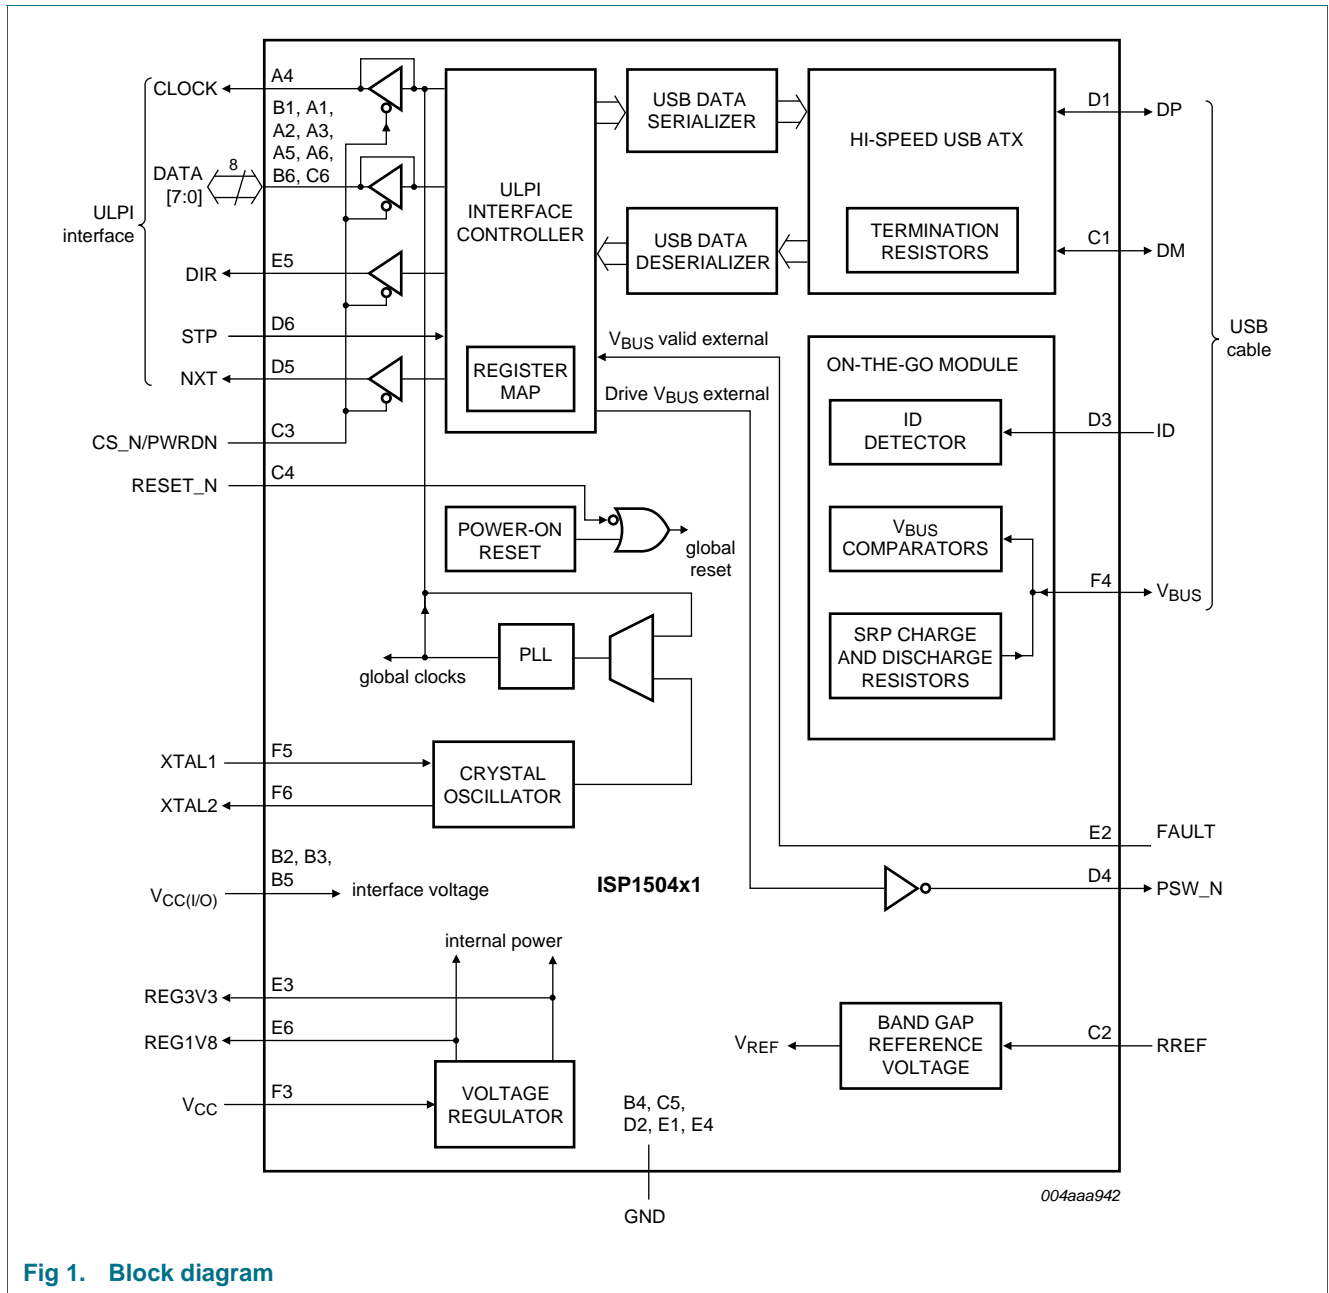 CLOCK
A4
B1, A1,
A2, A3,
A5, A6,
B6, C6
DATA
[7:0]
8
ULPI
interface
DIR
E5
STP
D6
NXT
D5
CS_N/PWRDN
C3
RESET_N
C4
ULPI
INTERFACE
CONTROLLER
REGISTER
MAP
USB DATA
SERIALIZER
USB DATA
DESERIALIZER
HI-SPEED USB ATX
TERMINATION
RESISTORS
D1
DP
C1
DM
USB
cable
VBUS valid external
Drive VBUS external
ON-THE-GO MODULE
ID
DETECTOR
D3
ID
VBUS
COMPARATORS
F4
VBUS
SRP CHARGE
AND DISCHARGE
RESISTORS
POWER-ON
RESET
global
reset
PLL
global clocks
XTAL1
F5
XTAL2
F6
CRYSTAL
OSCILLATOR
E2
FAULT
D4
PSW_N
B2, B3,
B5
VCC(I/O)
interface voltage
ISP1504x1
internal power
REG3V3
E3
REG1V8
E6
VCC
F3
VOLTAGE
REGULATOR
VREF
BAND GAP
REFERENCE
VOLTAGE
C2
RREF
B4, C5,
D2, E1, E4
GND
004aaa942
Fig 1. Block diagram